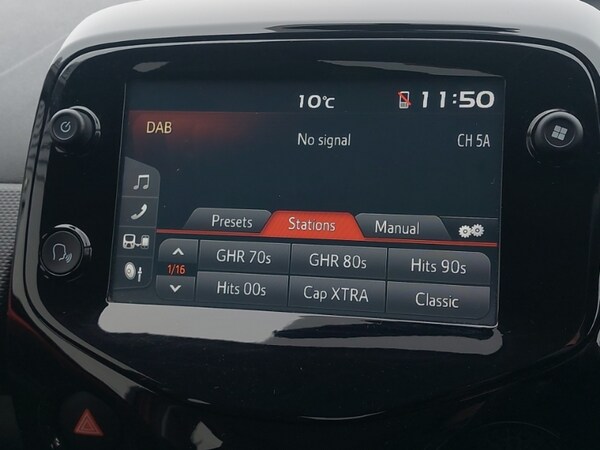 10°C 11:50
DAB
No signal CH 5A
Presets Stations Manual
GHR 70s GHR 80s Hits 90s
1/16
Hits 00s Cap XTRA Classic